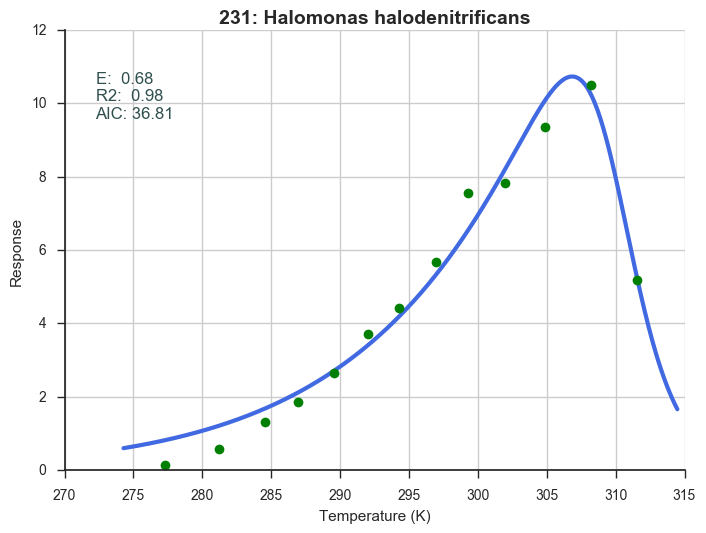 231: Halomonas halodenitrificans
E:  0.68
R2:  0.98
AIC: 36.81
Response
12
10
8
6
4
2
0
270 275 280 285 290 295 300 305 310 315
Temperature (K)